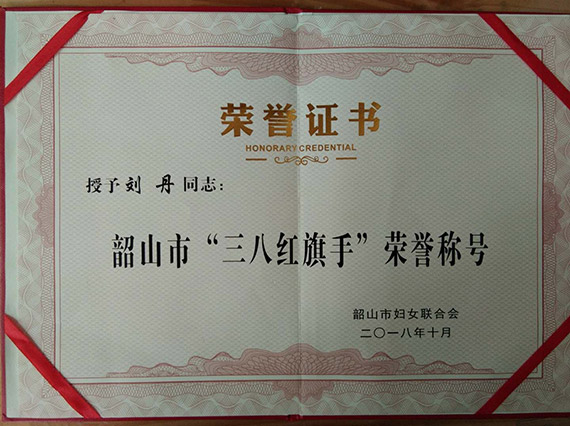 荣誉证书
HONORARY CREDENTIAL
授予刘 丹同志：
韶山市“三八红旗手”荣誉称号
韶山市妇女联合会
二〇一八年十月